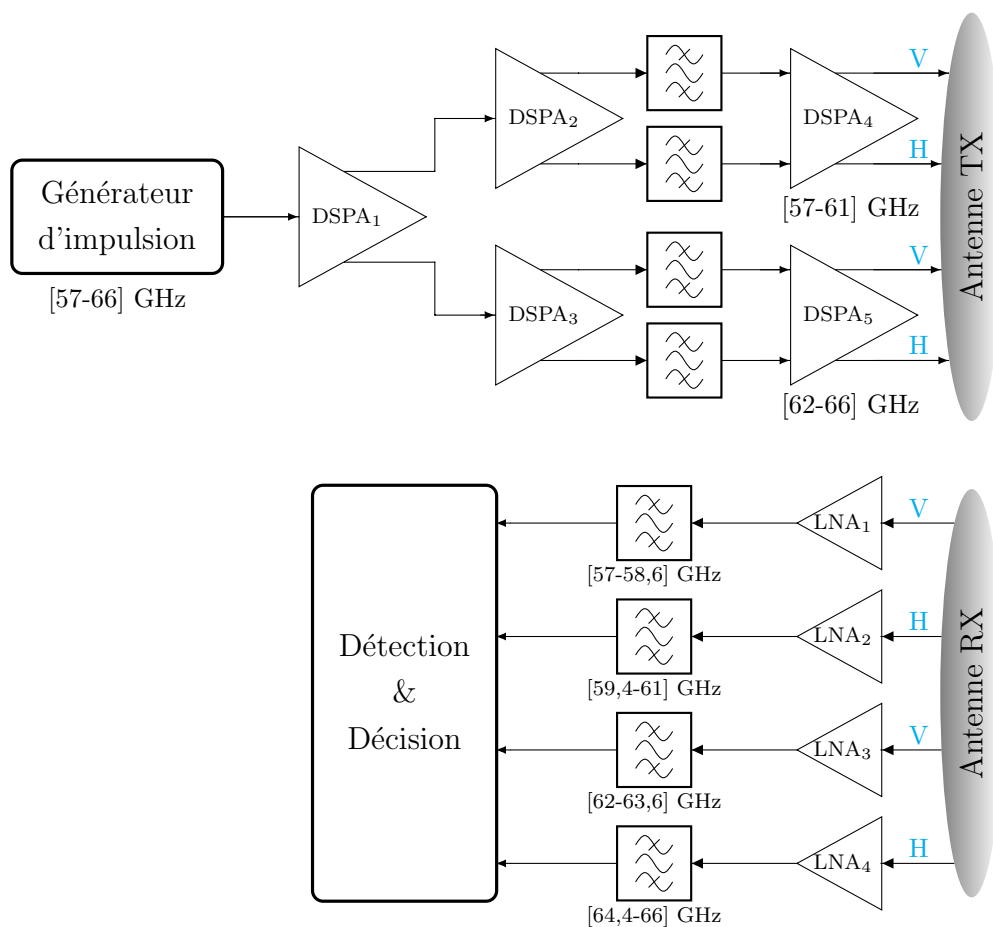 Générateur
d'impulsion
[57-66] GHz
DSPA1
DSPA2
DSPA3
DSPA4
[57-61] GHz
DSPA5
[62-66] GHz
V
H
V
H
Antenne TX
Détection
&
Décision
[57-58,6] GHz
LNA1
V
[59,4-61] GHz
LNA2
H
[62-63,6] GHz
LNA3
V
[64,4-66] GHz
LNA4
H
Antenne RX